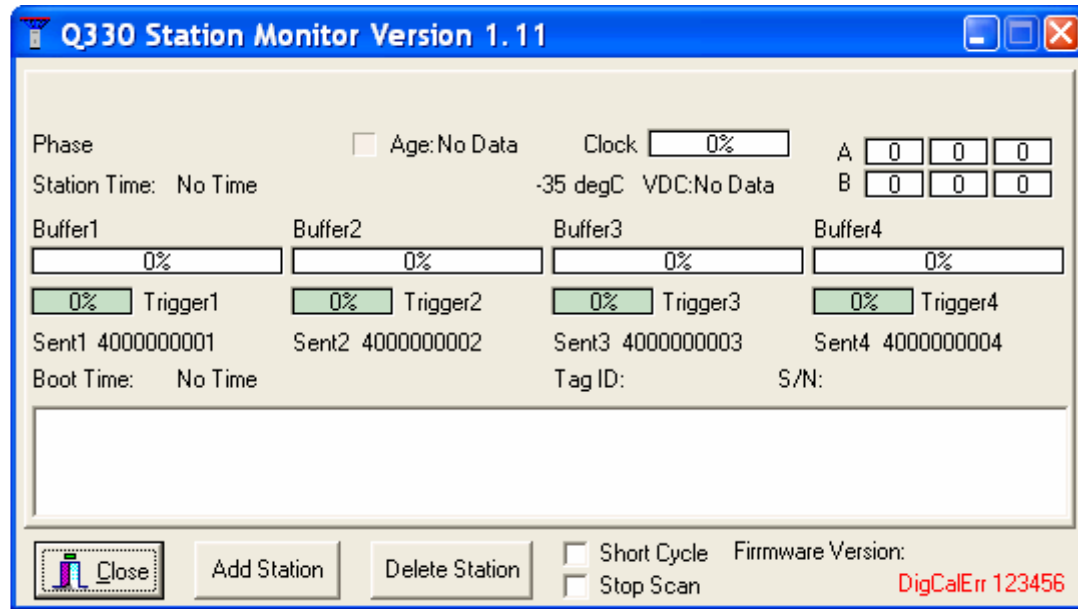 Q330 Station Monitor Version 1.11
Phase Age:No Data Clock 0% A 0 0 0
Station Time: No Time -35 degC VDC:No Data B 0 0 0
Buffer1 Buffer2 Buffer3 Buffer4
0% 0% 0% 0%
0% Trigger1 0% Trigger2 0% Trigger3 0% Trigger4
Sent1 4000000001 Sent2 4000000002 Sent3 4000000003 Sent4 4000000004
Boot Time: No Time Tag ID: S/N:
Close Add Station Delete Station Short Cycle Firrmware Version:
Stop Scan DigCalErr 123456